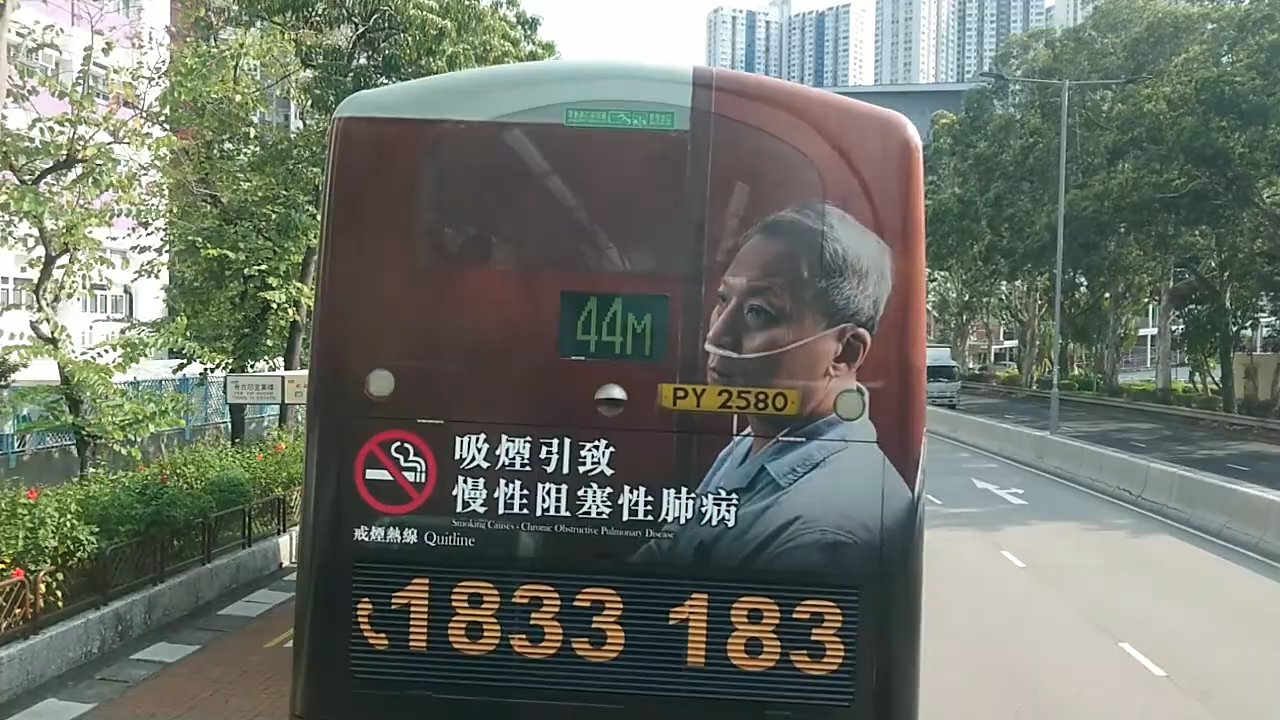 44M
PY 2580
吸煙引致
慢性阻塞性肺病
Smoking Causes - Chronic Obstructive Pulmonary Disease
戒煙熱線 Quitline
1833 183